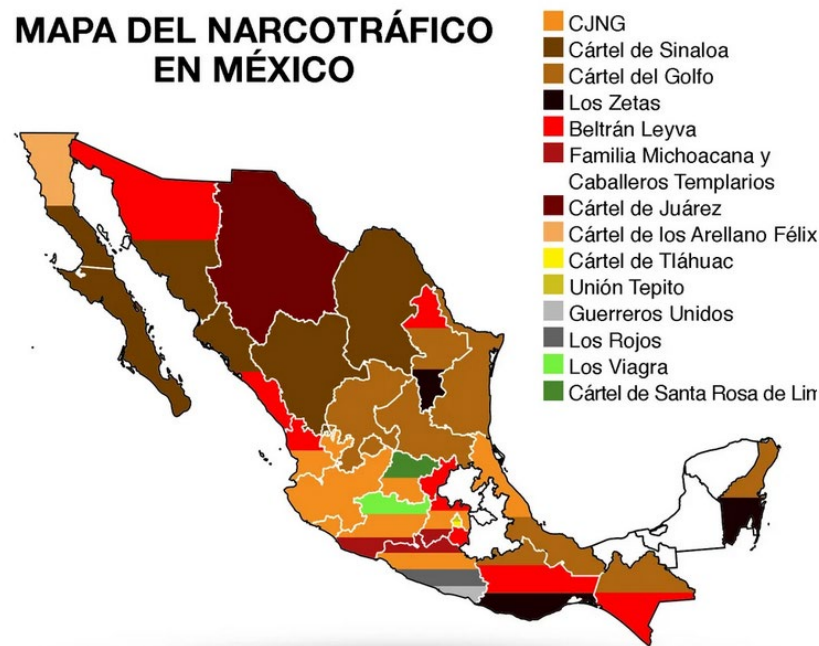 MAPA DEL NARCOTRÁFICO
EN MÉXICO
CJNG
Cártel de Sinaloa
Cártel del Golfo
Los Zetas
Beltrán Leyva
Familia Michoacana y
Caballeros Templarios
Cártel de Juárez
Cártel de los Arellano Félix
Cártel de Tláhuac
Unión Tepito
Guerreros Unidos
Los Rojos
Los Viagra
Cártel de Santa Rosa de Lim